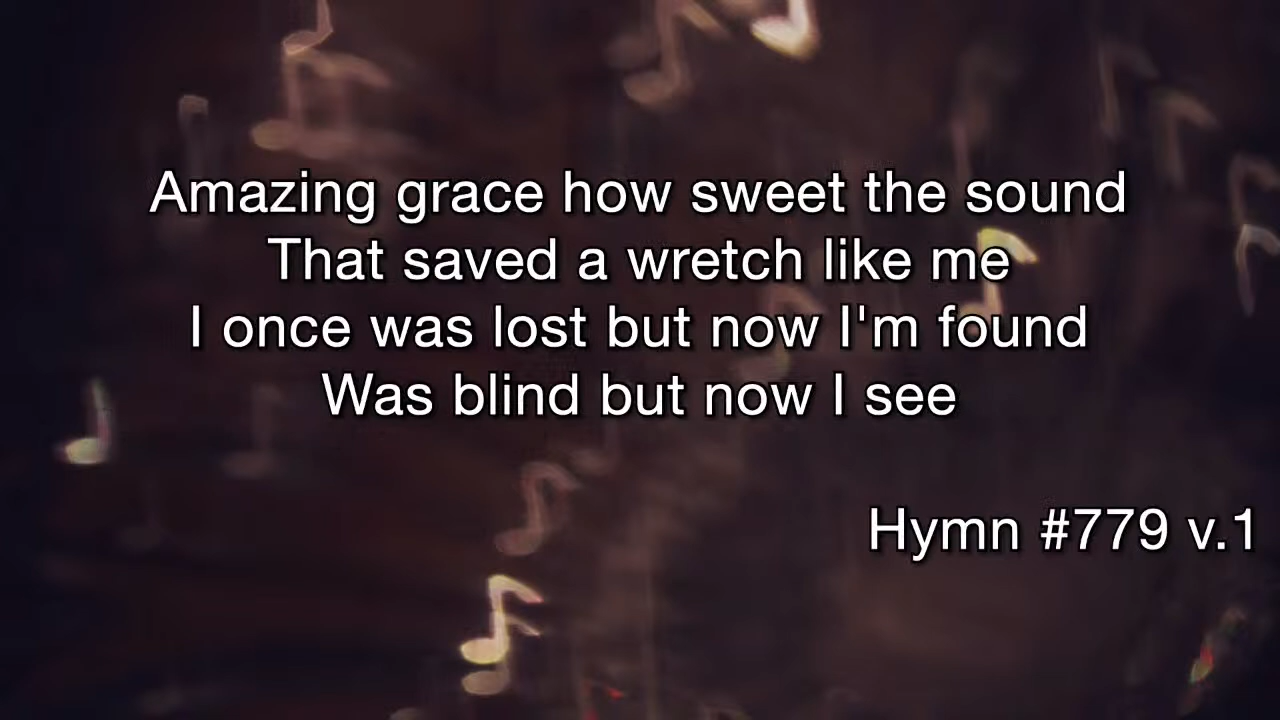 Amazing grace how sweet the sound
That saved a wretch like me
I once was lost but now I'm found
Was blind but now I see
Hymn #779 v.1